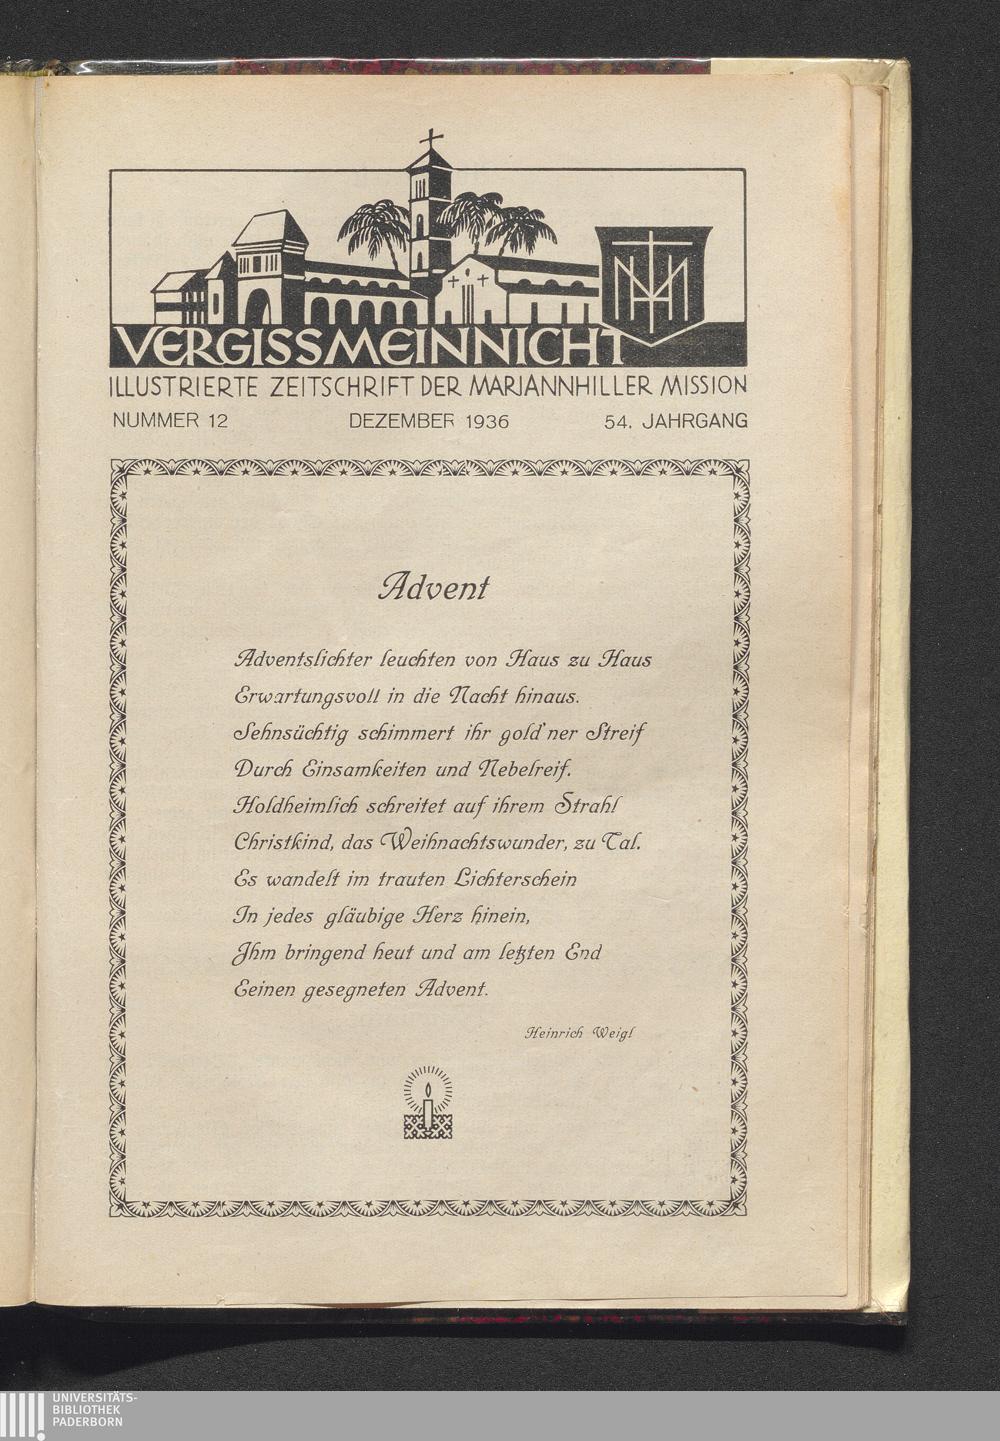 VERGISSMEINNICHT
ILLUSTRIERTE ZEITSCHRIFT DER MARIANNHILLER MISSION
NUMMER 12 DEZEMBER 1936 54. JAHRGANG
Advent
Adventslichter leuchten von Haus zu Haus
Erwartungsvoll in die Nacht hinaus.
Sehnsüchtig schimmert ihr gold'ner Streif
Durch Einsamkeiten und Nebelreif.
Holdheimlich schreitet auf ihrem Strahl
Christkind, das Weihnachtswunder, zu Tal.
Es wandelt im trauten Lichterschein
In jedes gläubige Herz hinein,
Ihm bringend heut und am letzten End
Eeinen gesegneten Advent.
Heinrich Weigl
UNIVERSITÄTS-
BIBLIOTHEK
PADERBORN